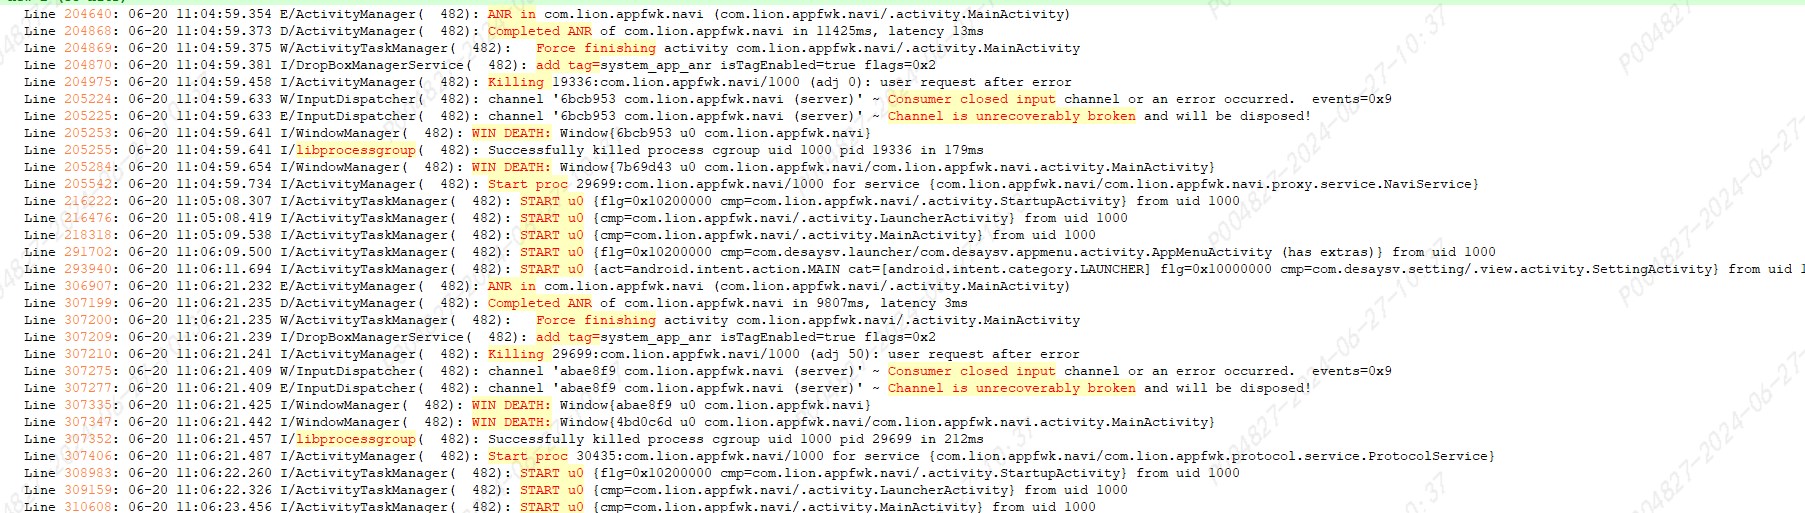 Line 204640: 06-20 11:04:59.354 E/ActivityManager(  482): ANR in com.lion.appfwk.navi (com.lion.appfwk.navi/.activity.MainActivity)
Line 204868: 06-20 11:04:59.373 D/ActivityManager(  482): Completed ANR of com.lion.appfwk.navi in 11425ms, latency 13ms
Line 204869: 06-20 11:04:59.375 W/ActivityTaskManager(  482):   Force finishing activity com.lion.appfwk.navi/.activity.MainActivity
Line 204870: 06-20 11:04:59.381 I/DropBoxManagerService(  482): add tag=system_app_anr isTagEnabled=true flags=0x2
Line 204975: 06-20 11:04:59.458 I/ActivityManager(  482): Killing 19336:com.lion.appfwk.navi/1000 (adj 0): user request after error
Line 205224: 06-20 11:04:59.633 W/InputDispatcher(  482): channel '6bcb953 com.lion.appfwk.navi (server)' ~ Consumer closed input channel or an error occurred.  events=0x9
Line 205225: 06-20 11:04:59.633 E/InputDispatcher(  482): channel '6bcb953 com.lion.appfwk.navi (server)' ~ Channel is unrecoverably broken and will be disposed!
Line 205253: 06-20 11:04:59.641 I/WindowManager(  482): WIN DEATH: Window{6bcb953 u0 com.lion.appfwk.navi}
Line 205255: 06-20 11:04:59.641 I/libprocessgroup(  482): Successfully killed process cgroup uid 1000 pid 19336 in 179ms
Line 205284: 06-20 11:04:59.654 I/WindowManager(  482): WIN DEATH: Window{7b69d43 u0 com.lion.appfwk.navi/com.lion.appfwk.navi.activity.MainActivity}
Line 205542: 06-20 11:04:59.734 I/ActivityManager(  482): Start proc 29699:com.lion.appfwk.navi/1000 for service {com.lion.appfwk.navi/com.lion.appfwk.navi.proxy.service.NaviService}
Line 216222: 06-20 11:05:08.307 I/ActivityTaskManager(  482): START u0 {flg=0x10200000 cmp=com.lion.appfwk.navi/.activity.StartupActivity} from uid 1000
Line 216476: 06-20 11:05:08.419 I/ActivityTaskManager(  482): START u0 {cmp=com.lion.appfwk.navi/.activity.LauncherActivity} from uid 1000
Line 218318: 06-20 11:05:09.538 I/ActivityTaskManager(  482): START u0 {cmp=com.lion.appfwk.navi/.activity.MainActivity} from uid 1000
Line 291702: 06-20 11:06:09.500 I/ActivityTaskManager(  482): START u0 {flg=0x10200000 cmp=com.desaysv.launcher/com.desaysv.appmenu.activity.AppMenuActivity (has extras)} from uid 1000
Line 293940: 06-20 11:06:11.694 I/ActivityTaskManager(  482): START u0 {act=android.intent.action.MAIN cat=[android.intent.category.LAUNCHER] flg=0x10000000 cmp=com.desaysv.setting/.view.activity.SettingActivity} from uid 1
Line 306907: 06-20 11:06:21.232 E/ActivityManager(  482): ANR in com.lion.appfwk.navi (com.lion.appfwk.navi/.activity.MainActivity)
Line 307199: 06-20 11:06:21.235 D/ActivityManager(  482): Completed ANR of com.lion.appfwk.navi in 9807ms, latency 3ms
Line 307200: 06-20 11:06:21.235 W/ActivityTaskManager(  482):   Force finishing activity com.lion.appfwk.navi/.activity.MainActivity
Line 307209: 06-20 11:06:21.239 I/DropBoxManagerService(  482): add tag=system_app_anr isTagEnabled=true flags=0x2
Line 307210: 06-20 11:06:21.241 I/ActivityManager(  482): Killing 29699:com.lion.appfwk.navi/1000 (adj 50): user request after error
Line 307275: 06-20 11:06:21.409 W/InputDispatcher(  482): channel 'abae8f9 com.lion.appfwk.navi (server)' ~ Consumer closed input channel or an error occurred.  events=0x9
Line 307277: 06-20 11:06:21.409 E/InputDispatcher(  482): channel 'abae8f9 com.lion.appfwk.navi (server)' ~ Channel is unrecoverably broken and will be disposed!
Line 307335: 06-20 11:06:21.425 I/WindowManager(  482): WIN DEATH: Window{abae8f9 u0 com.lion.appfwk.navi}
Line 307347: 06-20 11:06:21.442 I/WindowManager(  482): WIN DEATH: Window{4bd0c6d u0 com.lion.appfwk.navi/com.lion.appfwk.navi.activity.MainActivity}
Line 307352: 06-20 11:06:21.457 I/libprocessgroup(  482): Successfully killed process cgroup uid 1000 pid 29699 in 212ms
Line 307406: 06-20 11:06:21.487 I/ActivityManager(  482): Start proc 30435:com.lion.appfwk.navi/1000 for service {com.lion.appfwk.navi/com.lion.appfwk.protocol.service.ProtocolService}
Line 308983: 06-20 11:06:22.260 I/ActivityTaskManager(  482): START u0 {flg=0x10200000 cmp=com.lion.appfwk.navi/.activity.StartupActivity} from uid 1000
Line 309159: 06-20 11:06:22.326 I/ActivityTaskManager(  482): START u0 {cmp=com.lion.appfwk.navi/.activity.LauncherActivity} from uid 1000
Line 310608: 06-20 11:06:23.456 I/ActivityTaskManager(  482): START u0 {cmp=com.lion.appfwk.navi/.activity.MainActivity} from uid 1000
P004827-2024-06-27-10:37